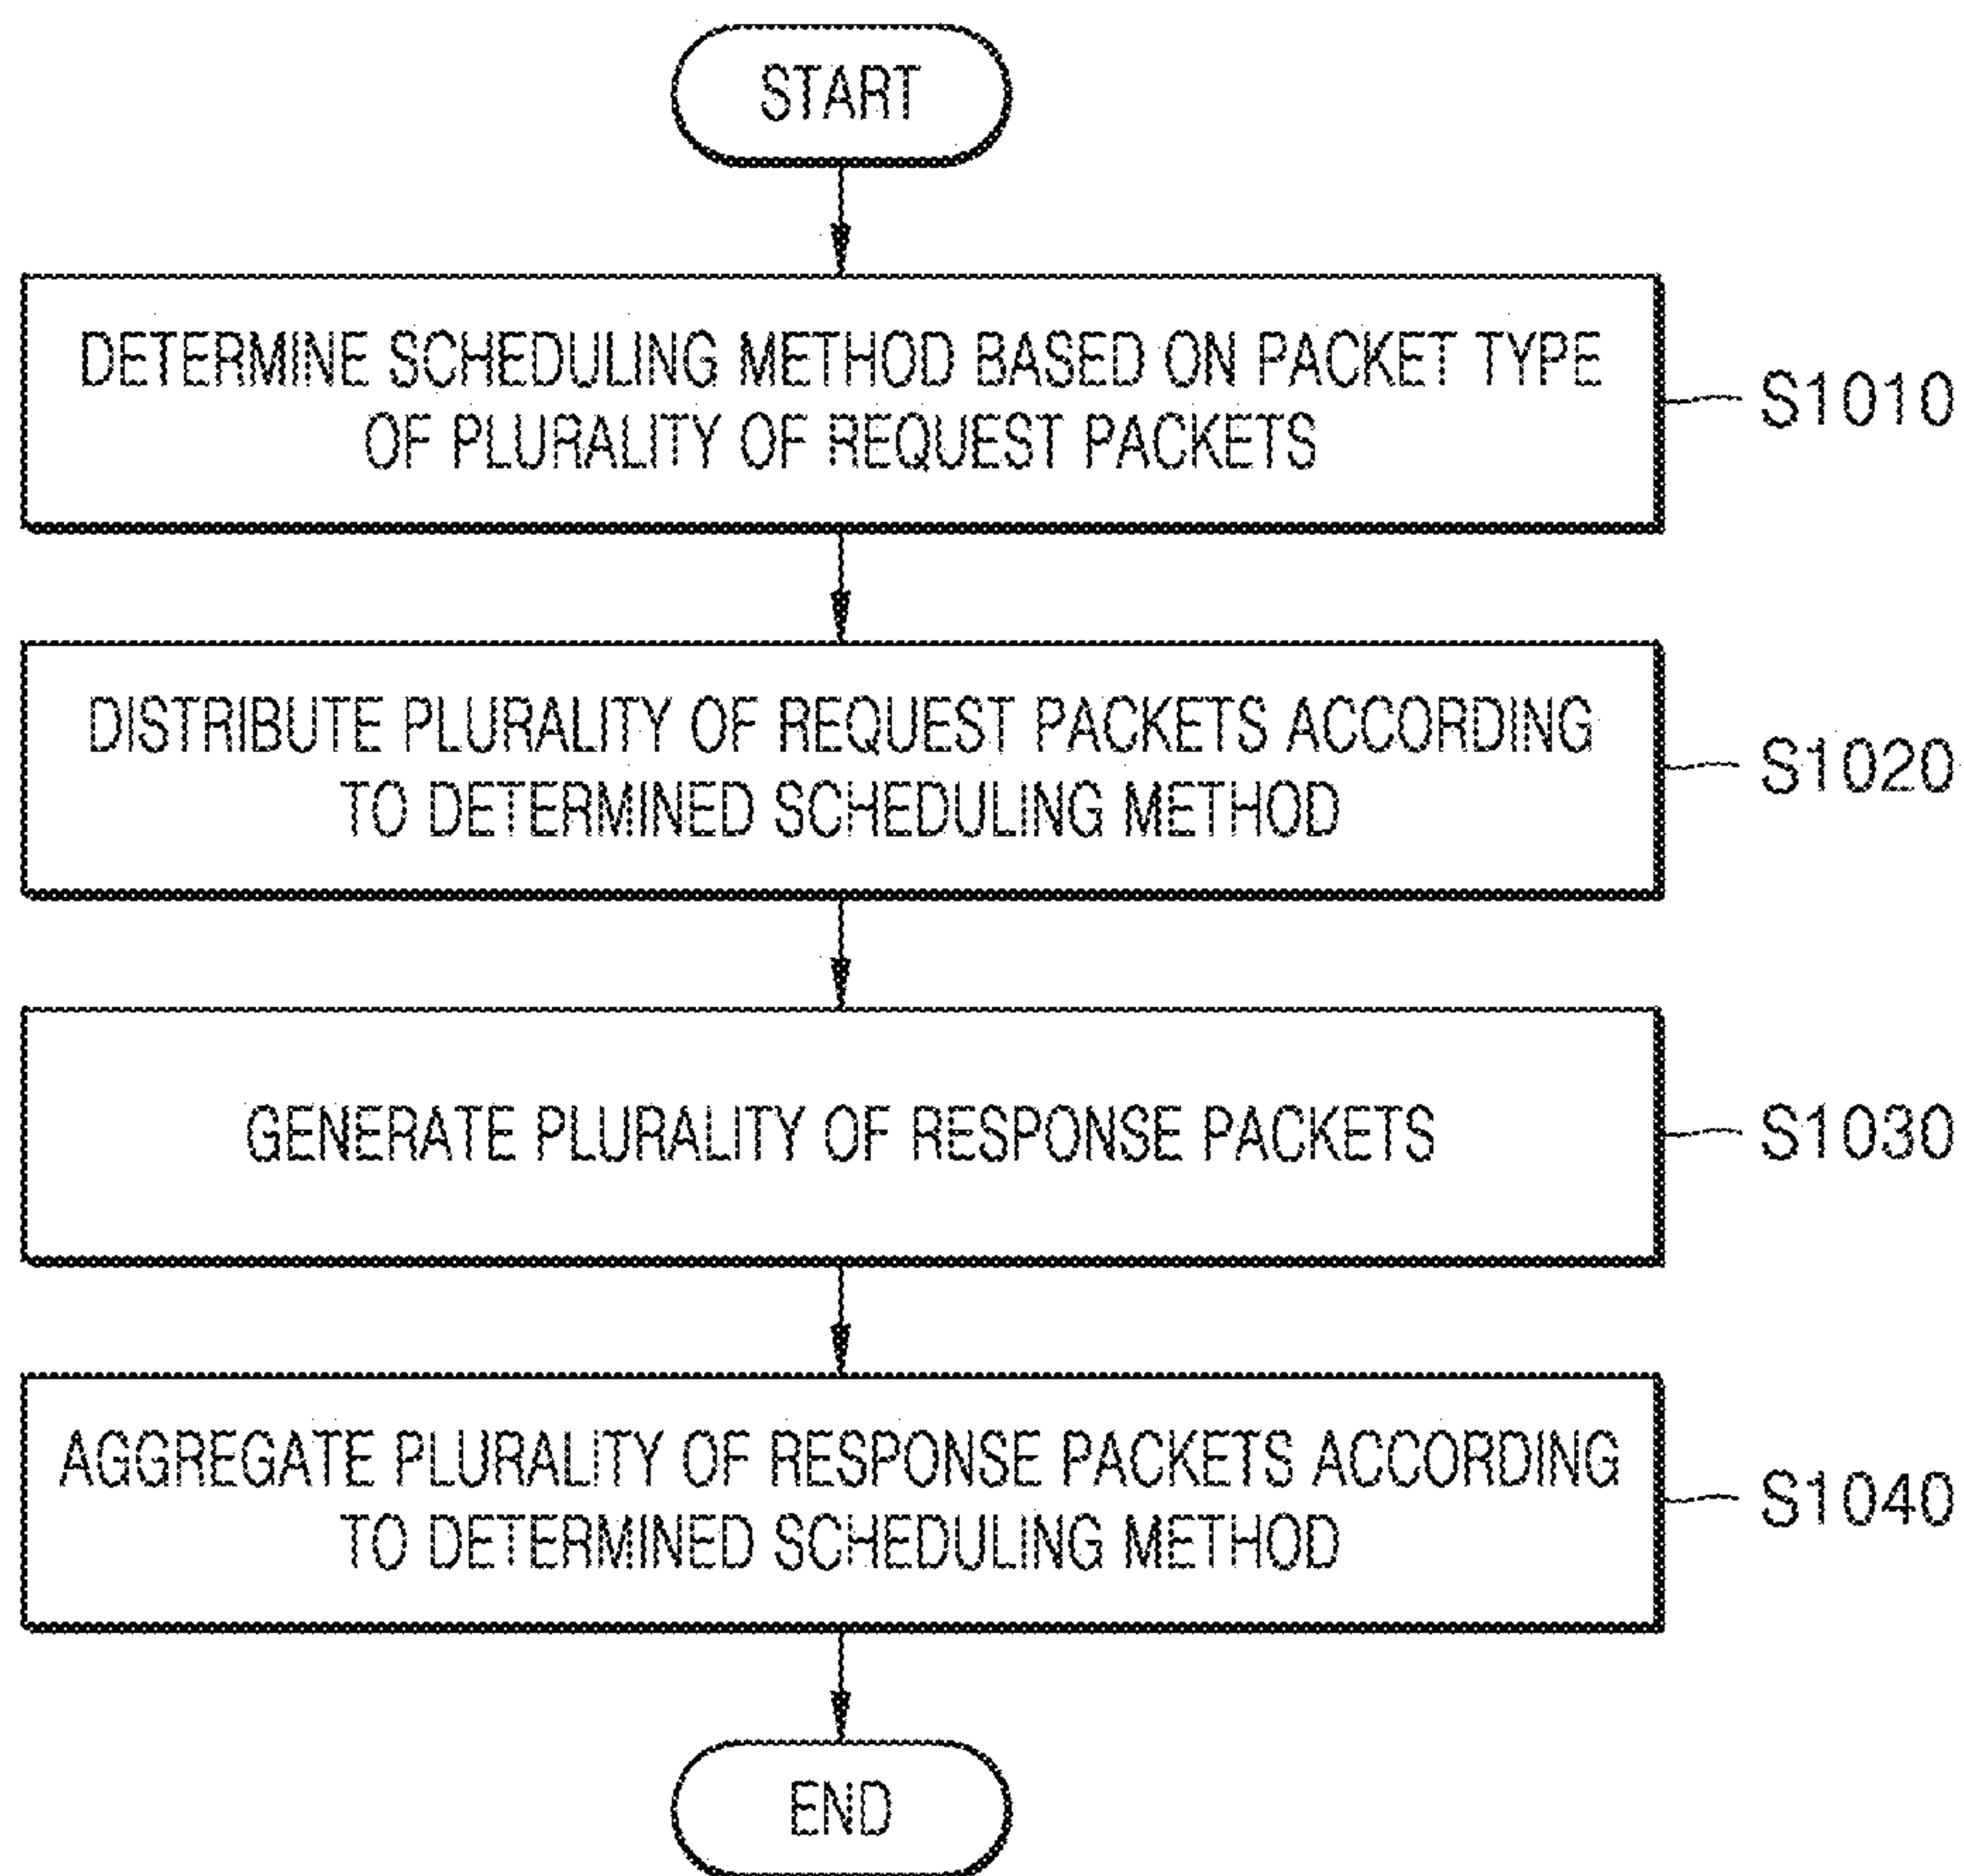 START
DETERMINE SCHEDULING METHOD BASED ON PACKET TYPE
OF PLURALITY OF REQUEST PACKETS
S1010
DISTRIBUTE PLURALITY OF REQUEST PACKETS ACCORDING
TO DETERMINED SCHEDULING METHOD
S1020
GENERATE PLURALITY OF RESPONSE PACKETS
S1030
AGGREGATE PLURALITY OF RESPONSE PACKETS ACCORDING
TO DETERMINED SCHEDULING METHOD
S1040
END